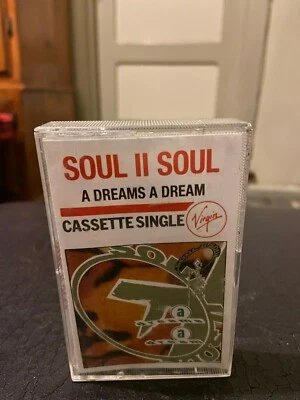 SOUL II SOUL
A DREAMS A DREAM
CASSETTE SINGLE Virgin
a
a